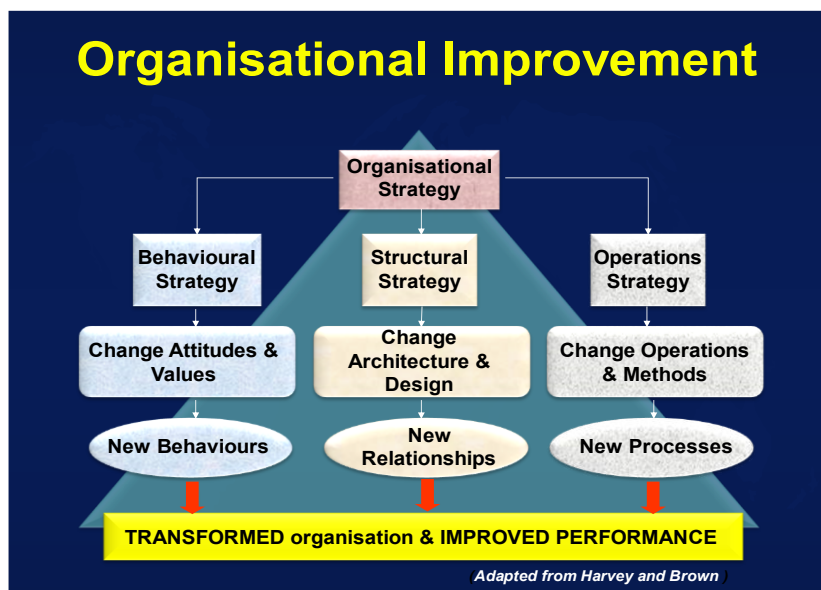 Organisational Improvement
Organisational
Strategy
Behavioural
Strategy
Structural
Strategy
Operations
Strategy
Change Attitudes &
Values
Change
Architecture &
Design
Change Operations
& Methods
New Behaviours
New
Relationships
New Processes
TRANSFORMED organisation & IMPROVED PERFORMANCE
(Adapted from Harvey and Brown )